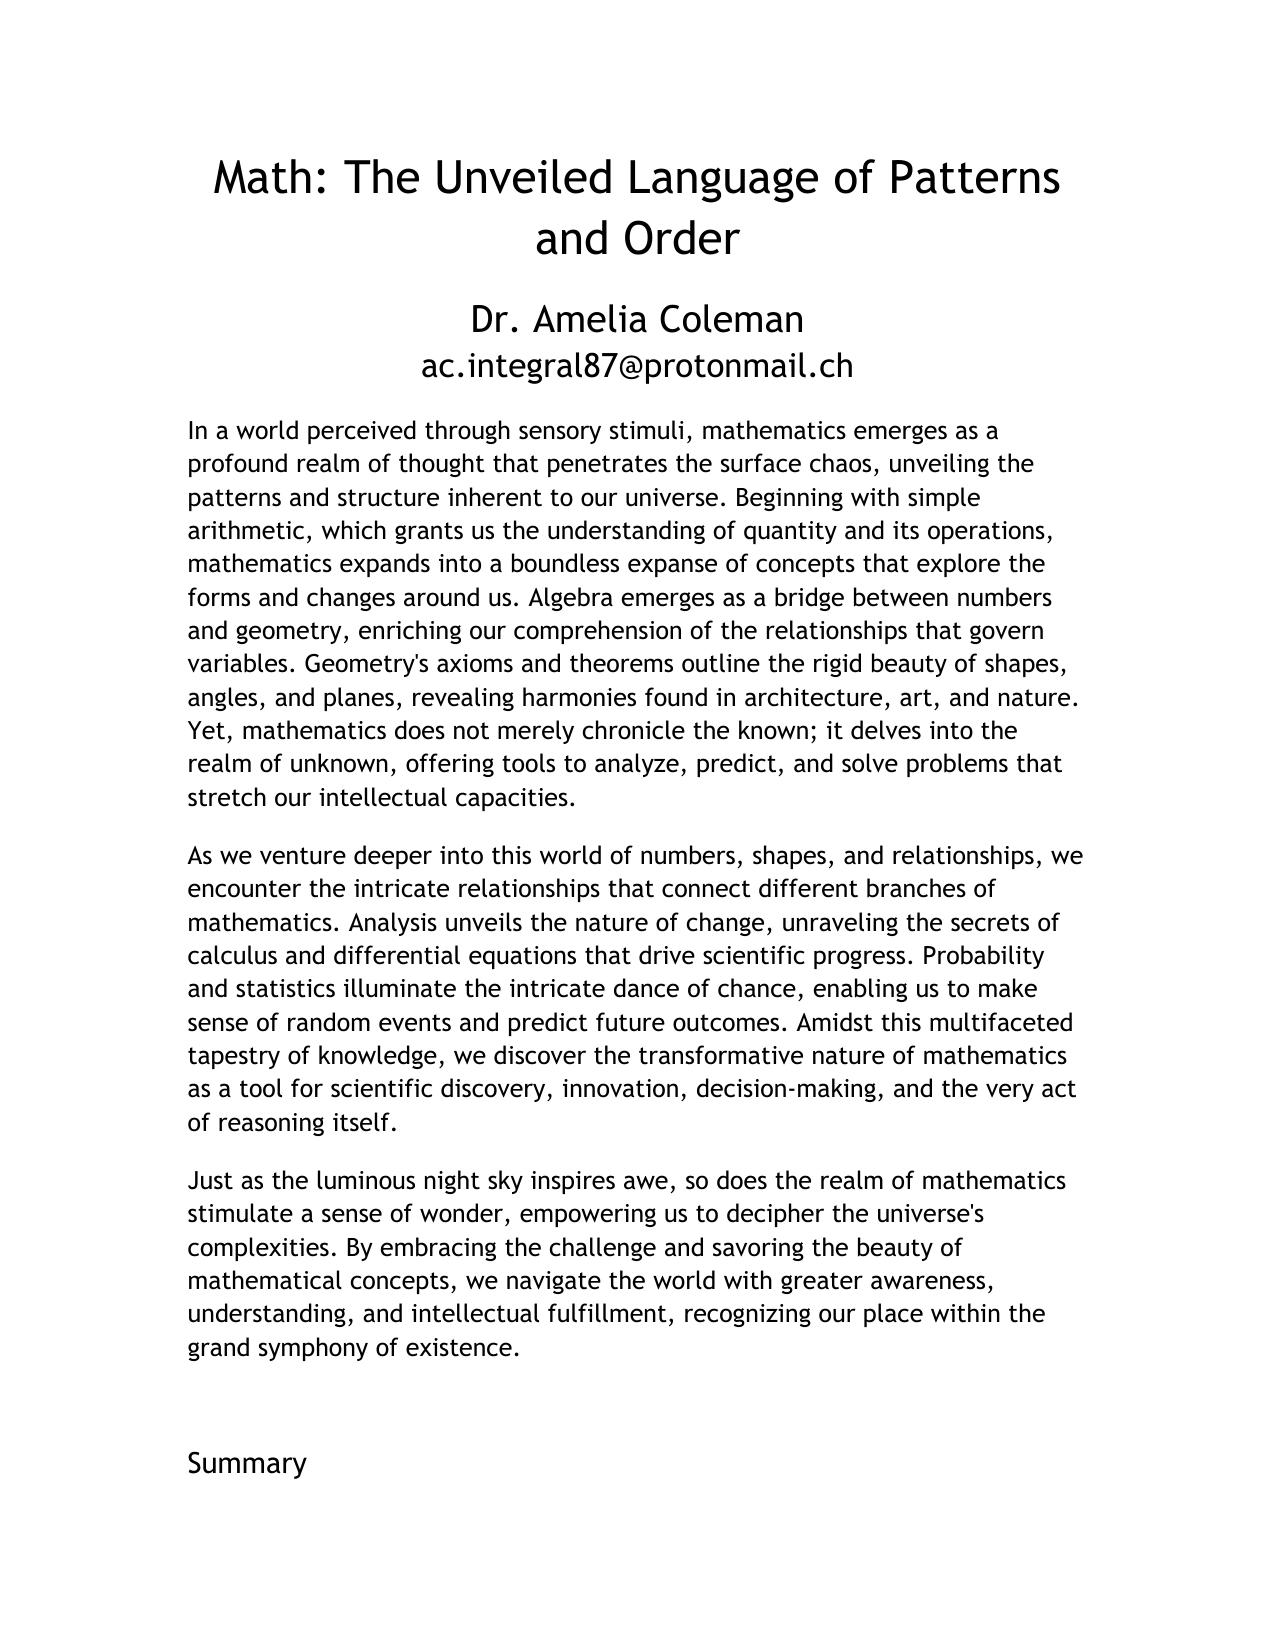 Math: The Unveiled Language of Patterns
and Order
Dr. Amelia Coleman
ac.integral87@protonmail.ch
In a world perceived through sensory stimuli, mathematics emerges as a
profound realm of thought that penetrates the surface chaos, unveiling the
patterns and structure inherent to our universe. Beginning with simple
arithmetic, which grants us the understanding of quantity and its operations,
mathematics expands into a boundless expanse of concepts that explore the
forms and changes around us. Algebra emerges as a bridge between numbers
and geometry, enriching our comprehension of the relationships that govern
variables. Geometry's axioms and theorems outline the rigid beauty of shapes,
angles, and planes, revealing harmonies found in architecture, art, and nature.
Yet, mathematics does not merely chronicle the known; it delves into the
realm of unknown, offering tools to analyze, predict, and solve problems that
stretch our intellectual capacities.
As we venture deeper into this world of numbers, shapes, and relationships, we
encounter the intricate relationships that connect different branches of
mathematics. Analysis unveils the nature of change, unraveling the secrets of
calculus and differential equations that drive scientific progress. Probability
and statistics illuminate the intricate dance of chance, enabling us to make
sense of random events and predict future outcomes. Amidst this multifaceted
tapestry of knowledge, we discover the transformative nature of mathematics
as a tool for scientific discovery, innovation, decision-making, and the very act
of reasoning itself.
Just as the luminous night sky inspires awe, so does the realm of mathematics
stimulate a sense of wonder, empowering us to decipher the universe's
complexities. By embracing the challenge and savoring the beauty of
mathematical concepts, we navigate the world with greater awareness,
understanding, and intellectual fulfillment, recognizing our place within the
grand symphony of existence.
Summary